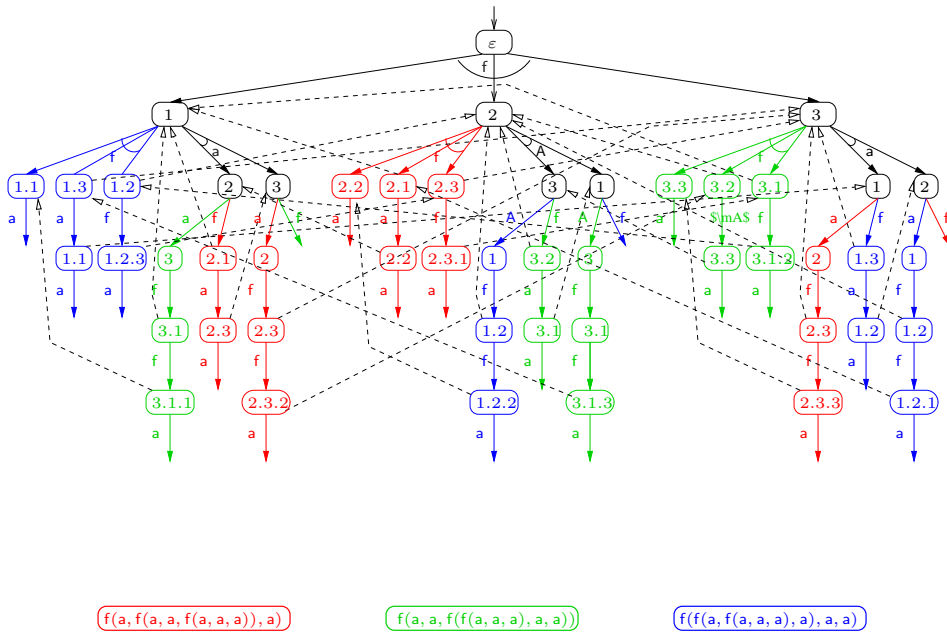 ε
f
1 2 3
f a f A f a
1.1 1.3 1.2 2 3 2.2 2.1 2.3 3 1 3.3 3.2 3.1 1 2
a a f a f a f a a f A f A f a $\mA$ f a f a f
1.1 1.2.3 3 2.1 2 2.2 2.3.1 1 3.2 3 3.3 3.1.2 2 1.3 1
a a f a f a a f a f a a f a f
3.1 2.3 2.3 1.2 3.1 3.1 2.3 1.2 1.2
f a f f a f f a f
3.1.1 2.3.2 1.2.2 3.1.3 2.3.3 1.2.1
a a a a a a
f(a,f(a,a,f(a,a,a)),a) f(a,a,f(f(a,a,a),a,a)) f(f(a,f(a,a,a),a),a,a)